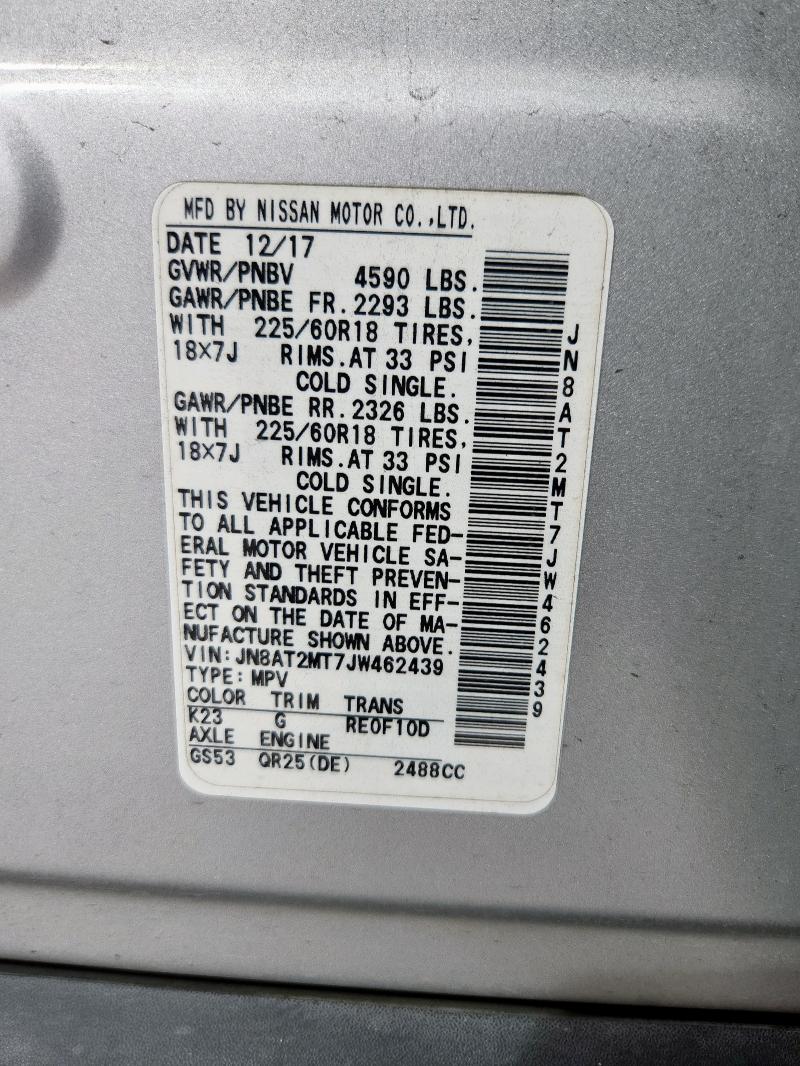 MFD BY NISSAN MOTOR CO.,LTD.
DATE 12/17
GVWR/PNBV 4590 LBS.
GAWR/PNBE FR. 2293 LBS.
WITH 225/60R18 TIRES,
18X7J RIMS.AT 33 PSI
COLD SINGLE.
GAWR/PNBE RR. 2326 LBS.
WITH 225/60R18 TIRES,
18X7J RIMS.AT 33 PSI
COLD SINGLE.
THIS VEHICLE CONFORMS
TO ALL APPLICABLE FED-
ERAL MOTOR VEHICLE SA-
FETY AND THEFT PREVEN-
TION STANDARDS IN EFF-
ECT ON THE DATE OF MA-
NUFACTURE SHOWN ABOVE.
VIN: JN8AT2MT7JW462439
TYPE: MPV
COLOR TRIM TRANS
K23 G RE0F10D
AXLE ENGINE
GS53 QR25(DE) 2488CC
JN8AT2MT7JW462439